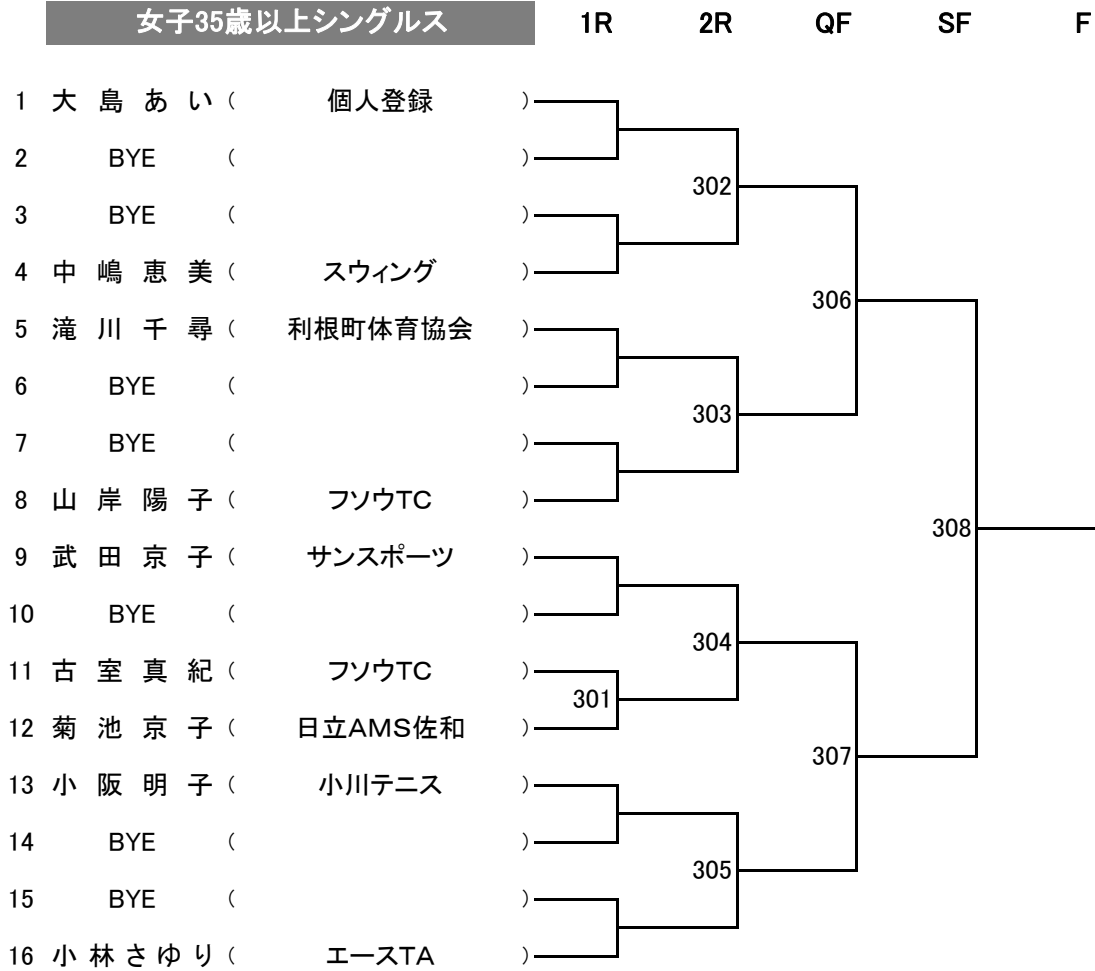 女子35歳以上シングルス 1R 2R QF SF F
1 大島あい ( 個人登録 )
2 BYE ( )
302
3 BYE ( )
4 中嶋恵美 ( スウィング )
306
5 滝川千尋 ( 利根町体育協会 )
6 BYE ( )
303
7 BYE ( )
8 山岸陽子 ( フソウTC )
308
9 武田京子 ( サンスポーツ )
10 BYE ( )
304
11 古室真紀 ( フソウTC )
301
12 菊池京子 ( 日立AMS佐和 )
307
13 小阪明子 ( 小川テニス )
14 BYE ( )
305
15 BYE ( )
16 小林さゆり ( エースTA )